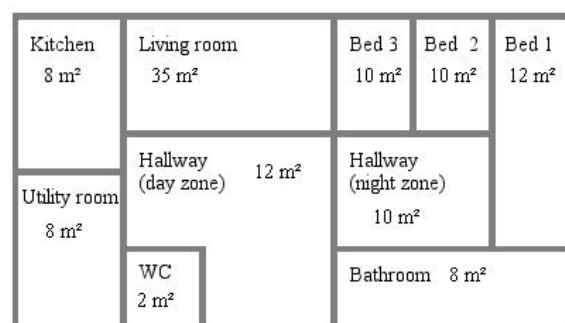 Kitchen
8 m²
Living room
35 m²
Bed 3
10 m²
Bed 2
10 m²
Bed 1
12 m²
Hallway
(day zone)
12 m²
Hallway
(night zone)
10 m²
Utility room
8 m²
WC
2 m²
Bathroom 8 m²